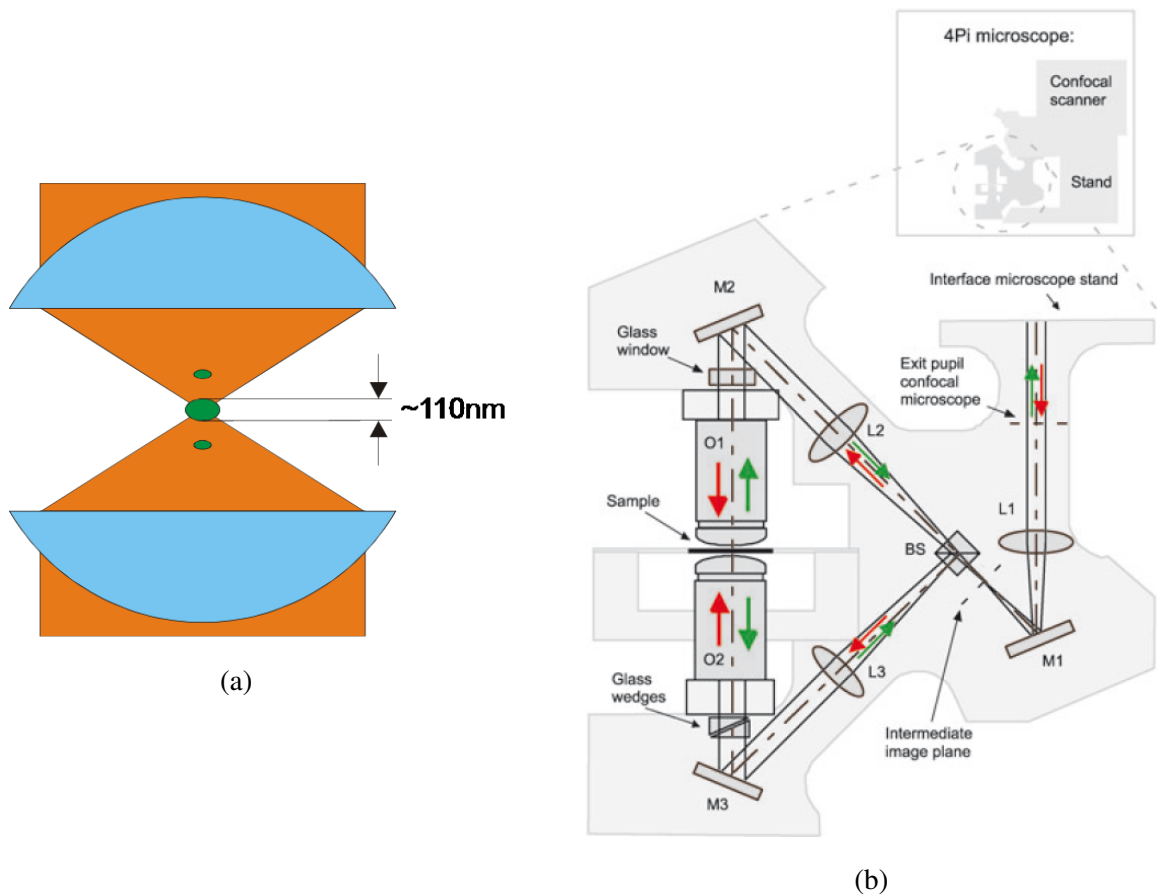 ~110nm
(a)
4Pi microscope:
Confocal
scanner
Stand
Interface microscope stand
M2
Glass
window
Exit pupil
confocal
microscope
L2
O1
L1
Sample
BS
O2
L3
M1
Glass
wedges
Intermediate
image plane
M3
(b)